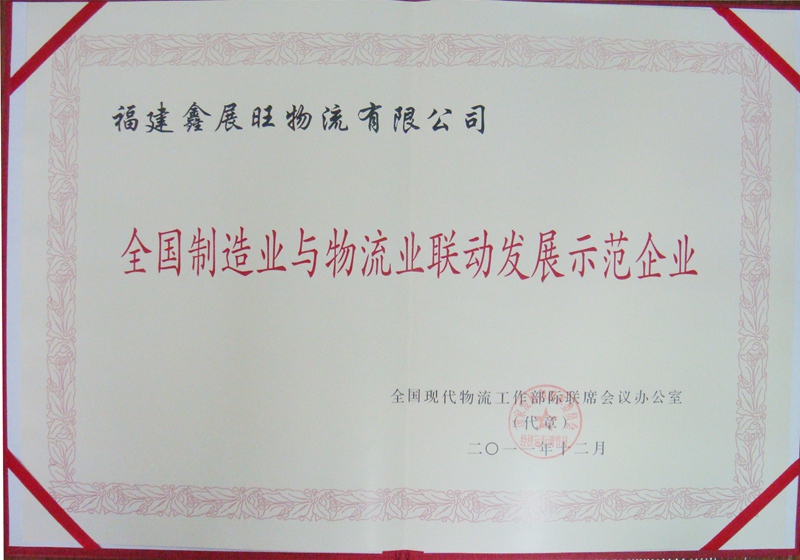 福建鑫展旺物流有限公司
全国制造业与物流业联动发展示范企业
全国现代物流工作部际联席会议办公室
(代章)
二〇一一年十二月